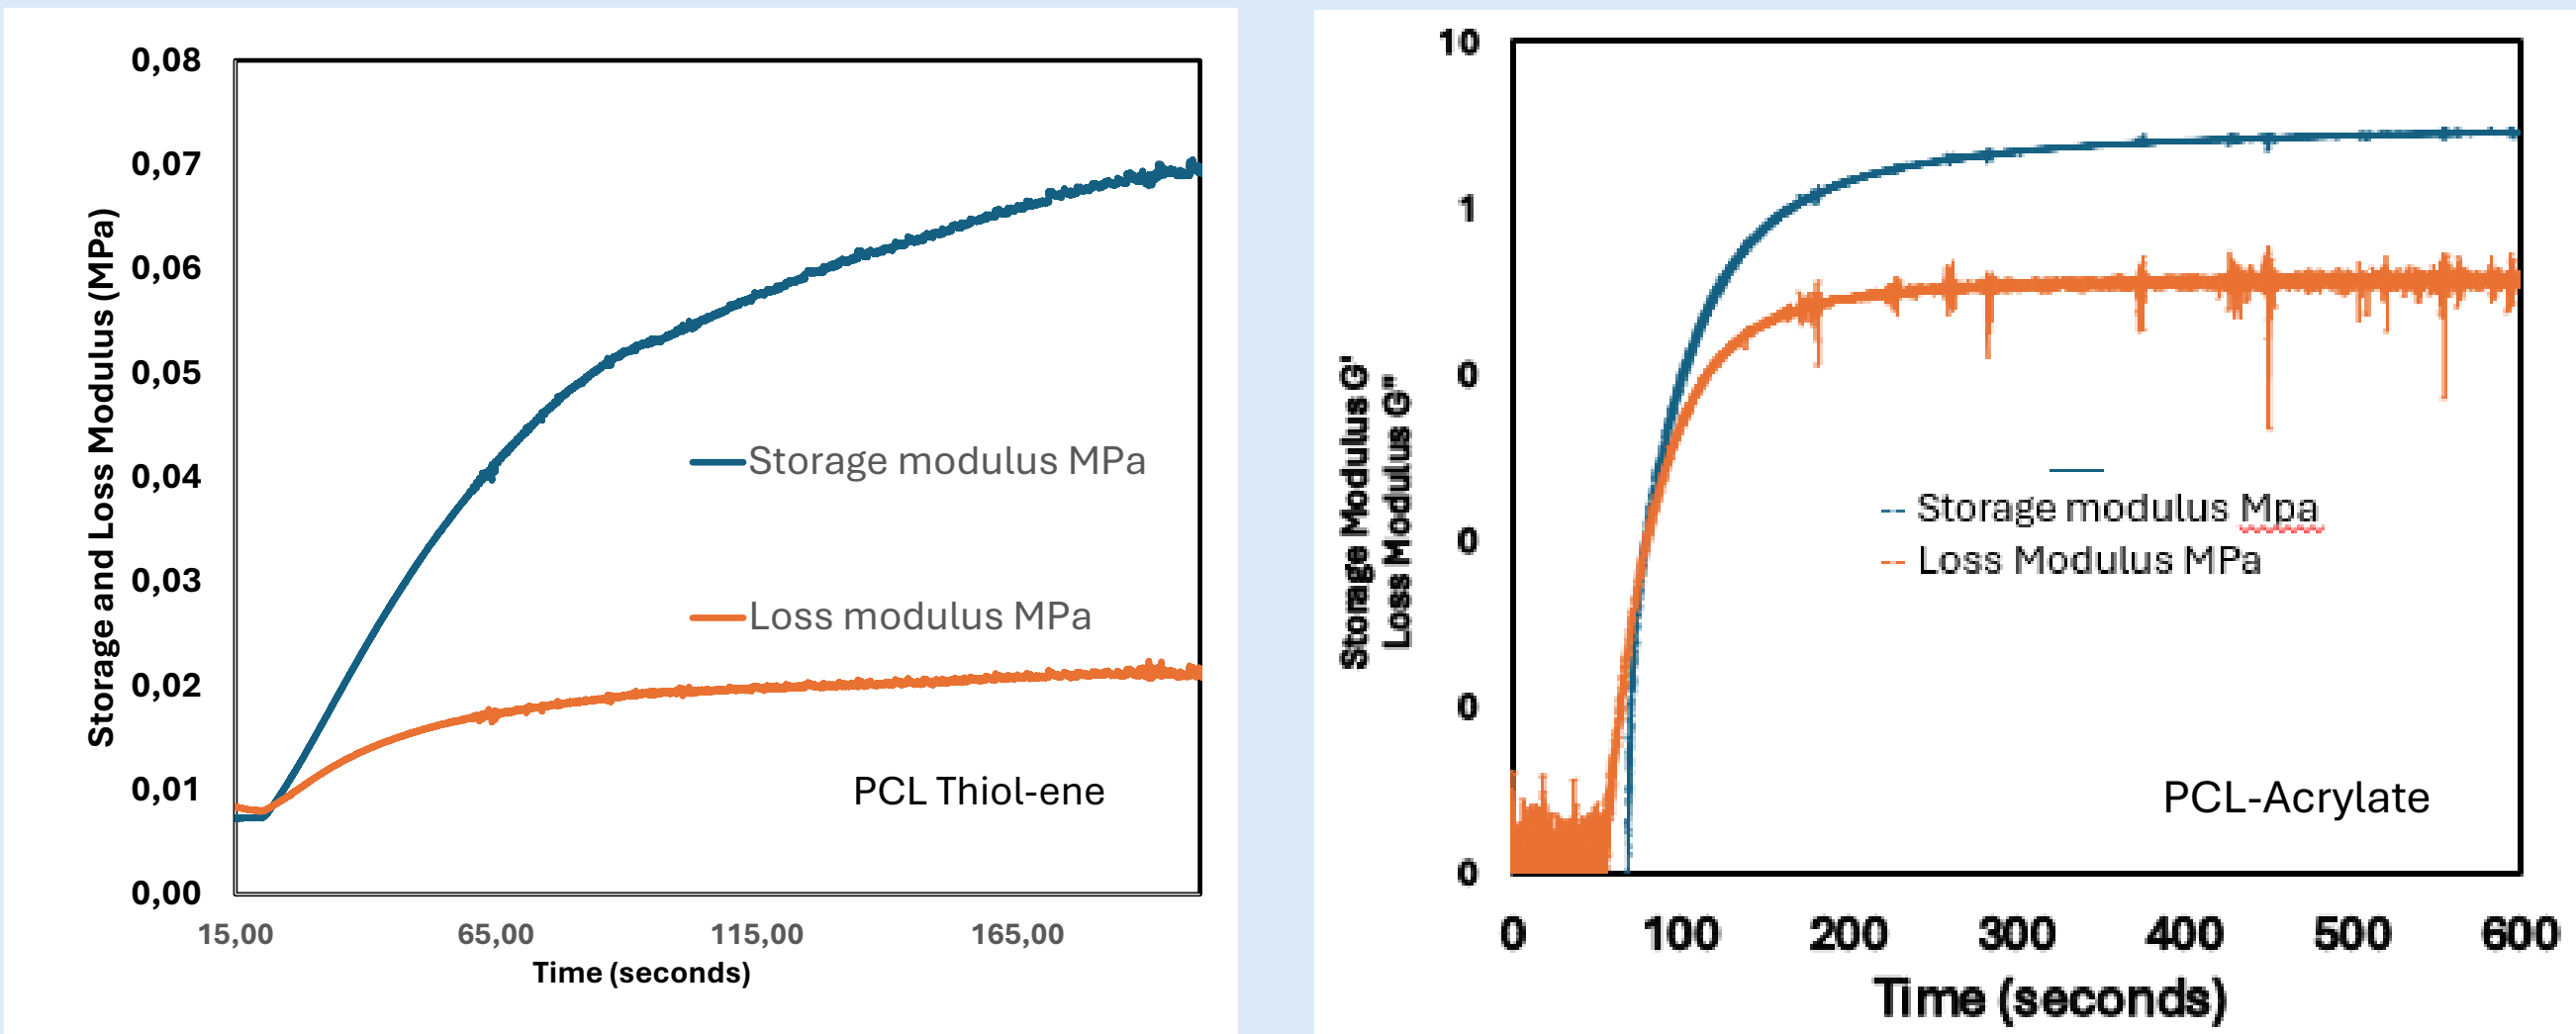 0,08
0,07
0,06
0,05
0,04
0,03
0,02
0,01
0,00
Storage and Loss Modulus (MPa)
Storage modulus MPa
Loss modulus MPa
PCL Thiol-ene
15,00 65,00 115,00 165,00
Time (seconds)
10
1
0
0
0
0
Storage Modulus G'
Loss Modulus G"
Storage modulus Mpa
Loss Modulus MPa
PCL-Acrylate
0 100 200 300 400 500 600
Time (seconds)